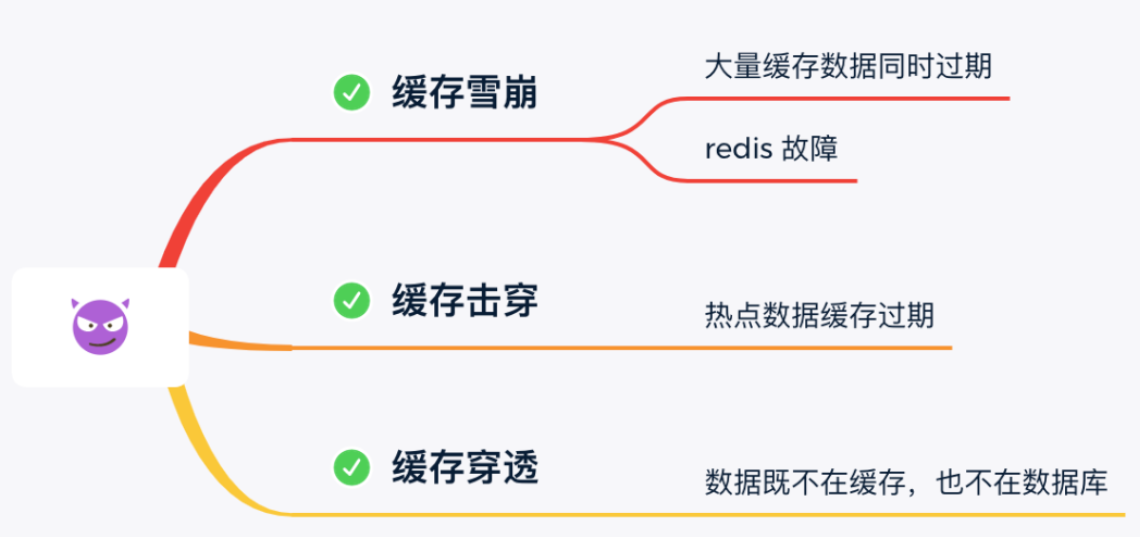 缓存雪崩
大量缓存数据同时过期
redis 故障
缓存击穿
热点数据缓存过期
缓存穿透
数据既不在缓存，也不在数据库